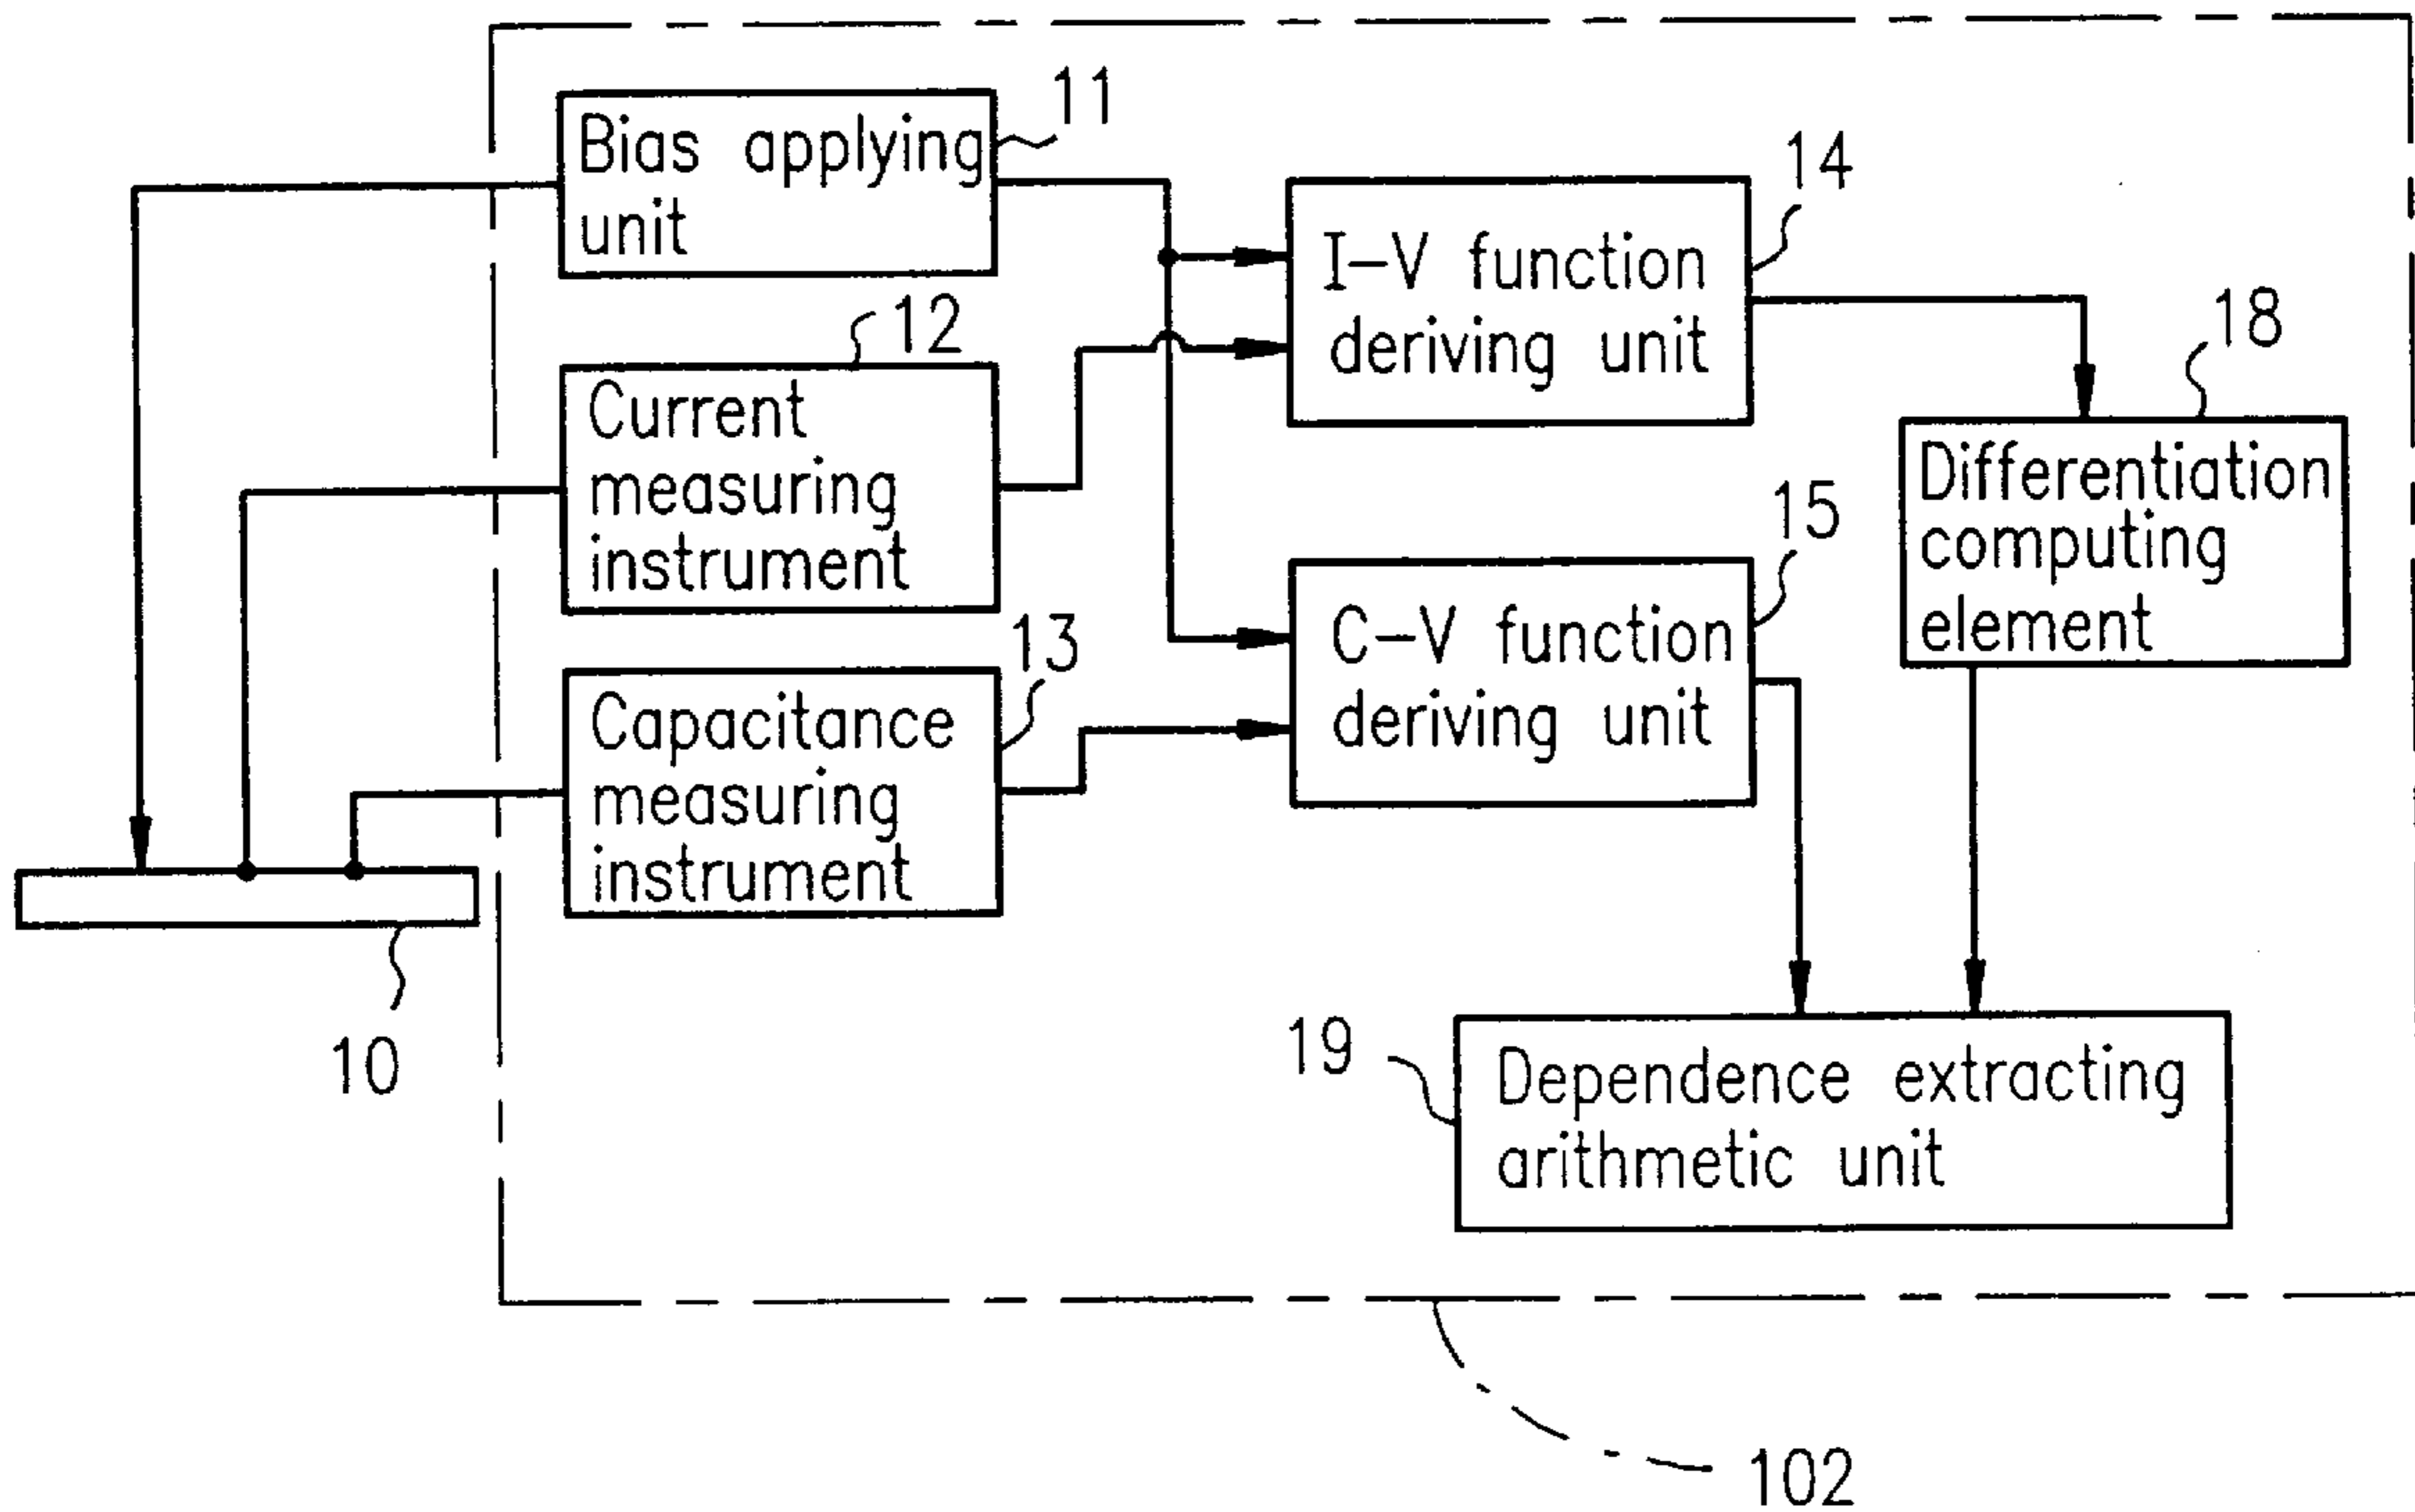 11
Bias applying
unit
12
Current
measuring
instrument
13
Capacitance
measuring
instrument
10
14
I-V function
deriving unit
15
C-V function
deriving unit
18
Differentiation
computing
element
19
Dependence extracting
arithmetic unit
102